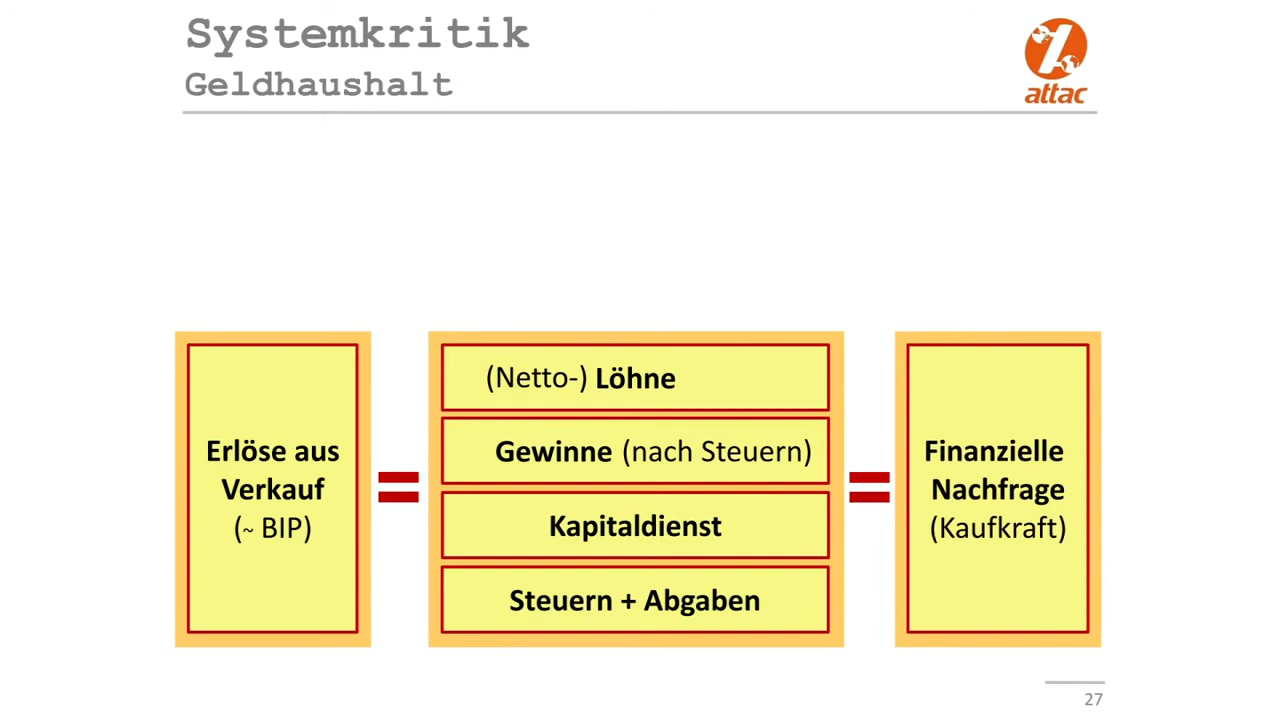 Systemkritik
Geldhaushalt
attac
Erlöse aus
Verkauf
(~ BIP)
=
(Netto-) Löhne
Gewinne (nach Steuern)
Kapitaldienst
Steuern + Abgaben
=
Finanzielle
Nachfrage
(Kaufkraft)
27